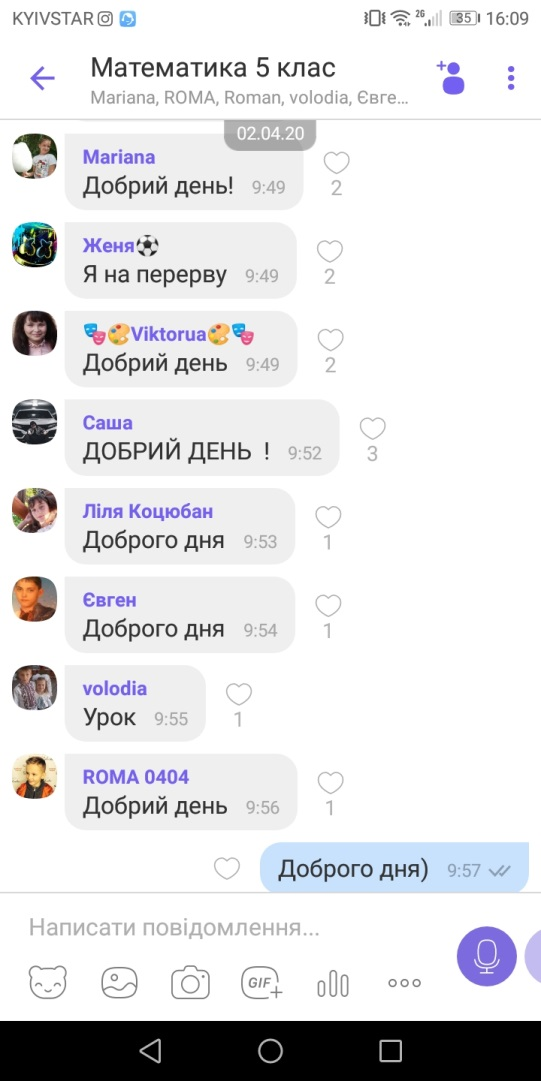 KYIVSTAR 2G 35 16:09
Математика 5 клас
Mariana, ROMA, Roman, volodia, Євге...
02.04.20
Mariana
Добрий день! 9:49
2
Женя
Я на перерву 9:49
2
Viktorua
Добрий день 9:49
2
Саша
ДОБРИЙ ДЕНЬ ! 9:52
3
Ліля Коцюбан
Доброго дня 9:53
1
Євген
Доброго дня 9:54
1
volodia
Урок 9:55
1
ROMA 0404
Добрий день 9:56
1
Доброго дня) 9:57
Написати повідомлення...
GIF